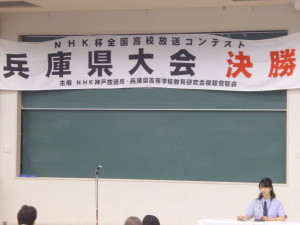 NHK杯全国高校放送コンテスト
兵庫県大会 決勝
主催 NHK神戸放送局・兵庫県高等学校教育研究会視聴覚部会